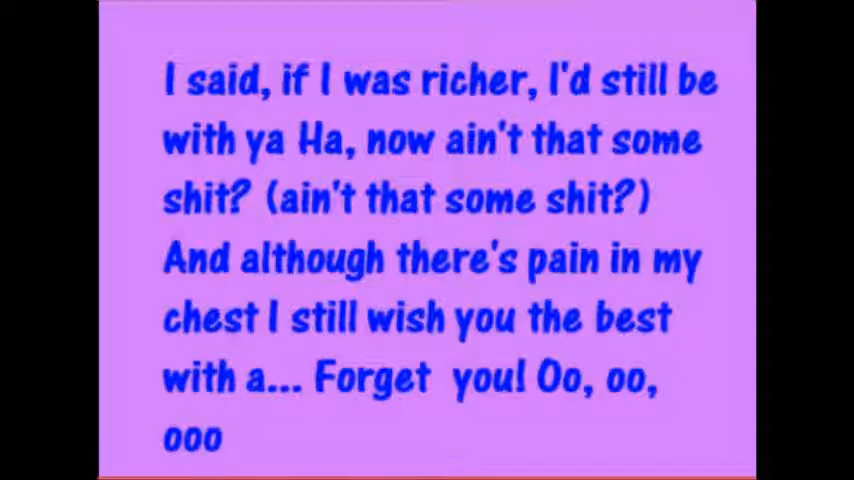 I said, if I was richer, I'd still be
with ya Ha, now ain't that some
shit? (ain't that some shit?)
And although there's pain in my
chest I still wish you the best
with a... Forget  you! Oo, oo,
ooo